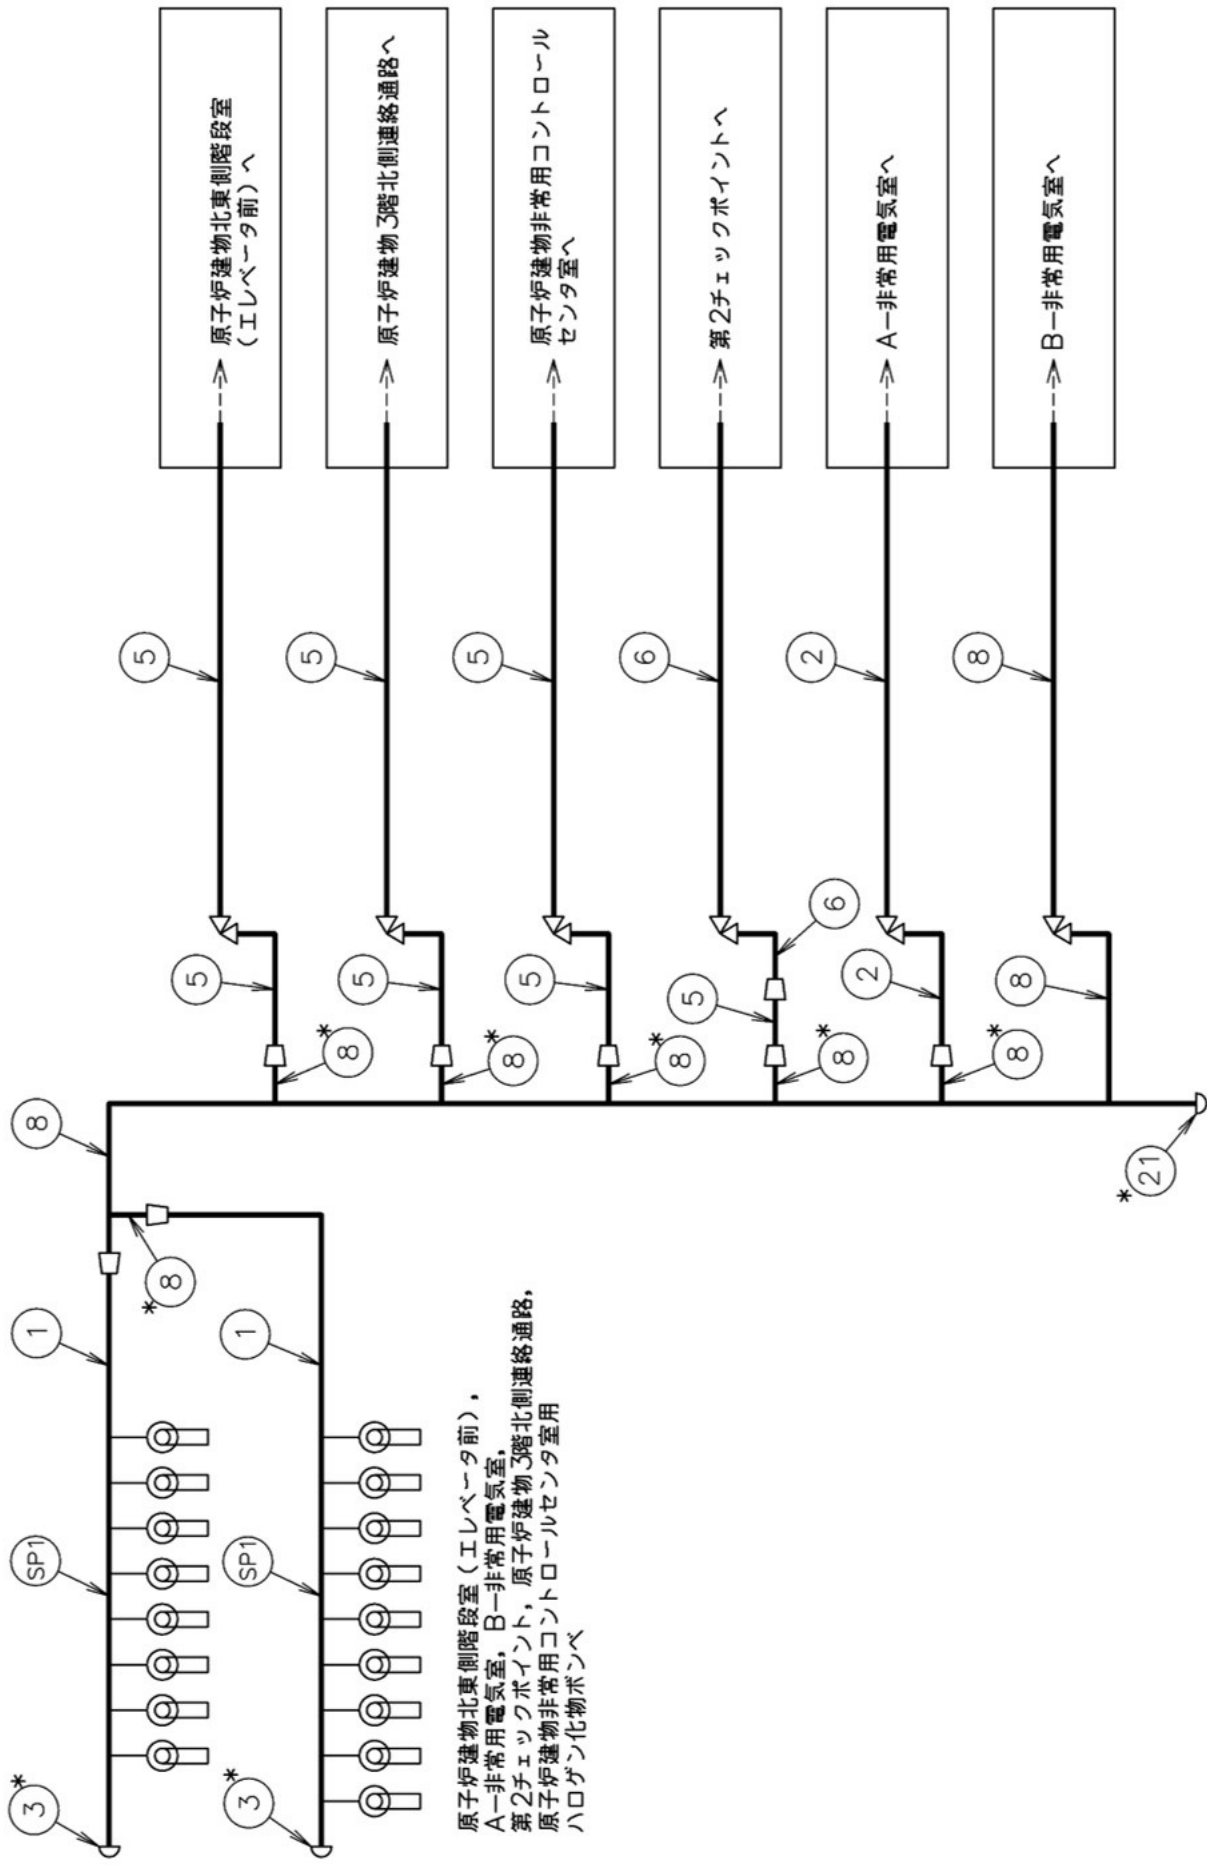 原子炉建物北東側階段室
（エレベータ前）へ
原子炉建物3階北側連絡通路へ
原子炉建物非常用コントロール
センタ室へ
第2チェックポイントへ
A－非常用電気室へ
B－非常用電気室へ
5
5
5
6
2
8
5
5
5
5
6
2
8
8*
8*
8*
8*
8*
8
8*
*21
1
1
SP1
SP1
3*
3*
原子炉建物北東側階段室（エレベータ前），
A－非常用電気室，B－非常用電気室，
第2チェックポイント，原子炉建物3階北側連絡通路，
原子炉建物非常用コントロールセンタ室用
ハロゲン化物ボンベ